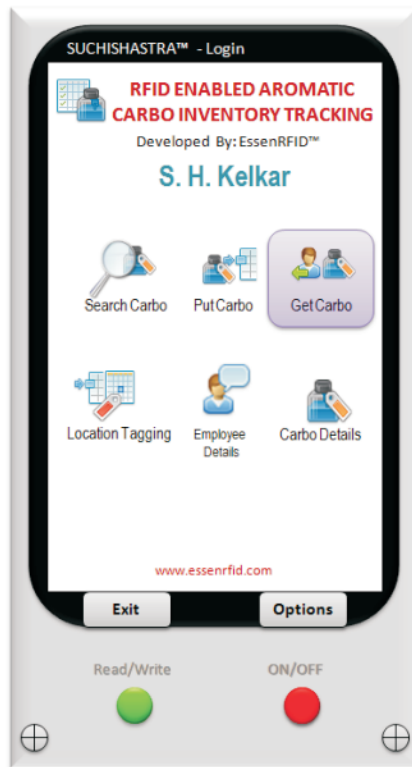 SUCHISHASTRA™ - Login
RFID ENABLED AROMATIC
CARBO INVENTORY TRACKING
Developed By: EssenRFID™
S. H. Kelkar
Search Carbo
Put Carbo
Get Carbo
Location Tagging
Employee
Details
Carbo Details
www.essenrfid.com
Exit
Options
Read/Write
ON/OFF